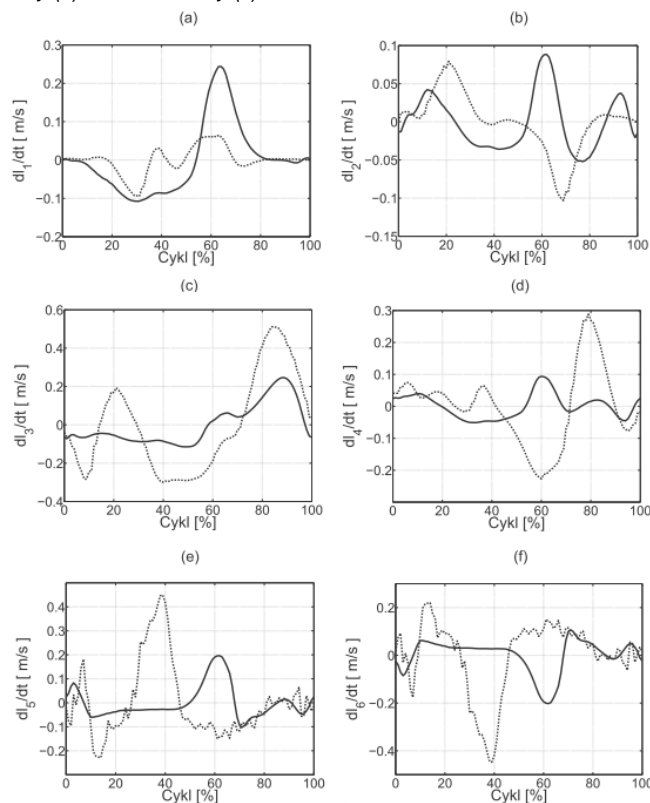 (a)
0.3
0.2
0.1
0
−0.1
−0.2
dl1/dt [ m/s ]
0 20 40 60 80 100
Cykl [%]
(b)
0.1
0.05
0
−0.05
−0.1
−0.15
dl2/dt [ m/s ]
0 20 40 60 80 100
Cykl [%]
(c)
0.6
0.4
0.2
0
−0.2
−0.4
dl3/dt [ m/s ]
0 20 40 60 80 100
Cykl [%]
(d)
0.3
0.2
0.1
0
−0.1
−0.2
dl4/dt [ m/s ]
0 20 40 60 80 100
Cykl [%]
(e)
0.4
0.3
0.2
0.1
0
−0.1
−0.2
dl5/dt [ m/s ]
0 20 40 60 80 100
Cykl [%]
(f)
0.2
0
−0.2
−0.4
dl6/dt [ m/s ]
0 20 40 60 80 100
Cykl [%]